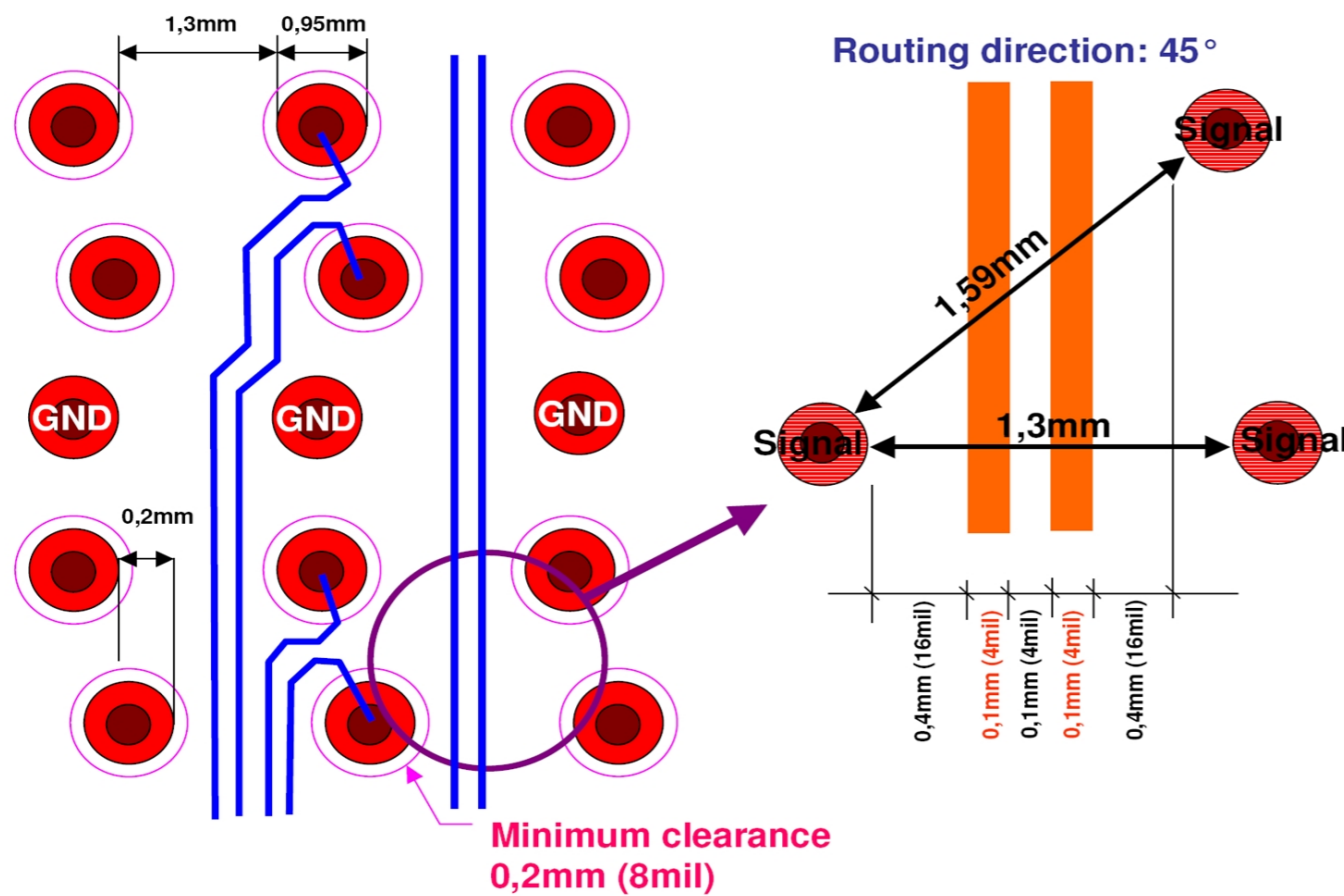 1,3mm
0,95mm
GND
GND
GND
0,2mm
Minimum clearance
0,2mm (8mil)
Routing direction: 45°
Signal
1,59mm
Signal
1,3mm
Signal
0,4mm (16mil)
0,1mm (4mil)
0,1mm (4mil)
0,1mm (4mil)
0,4mm (16mil)